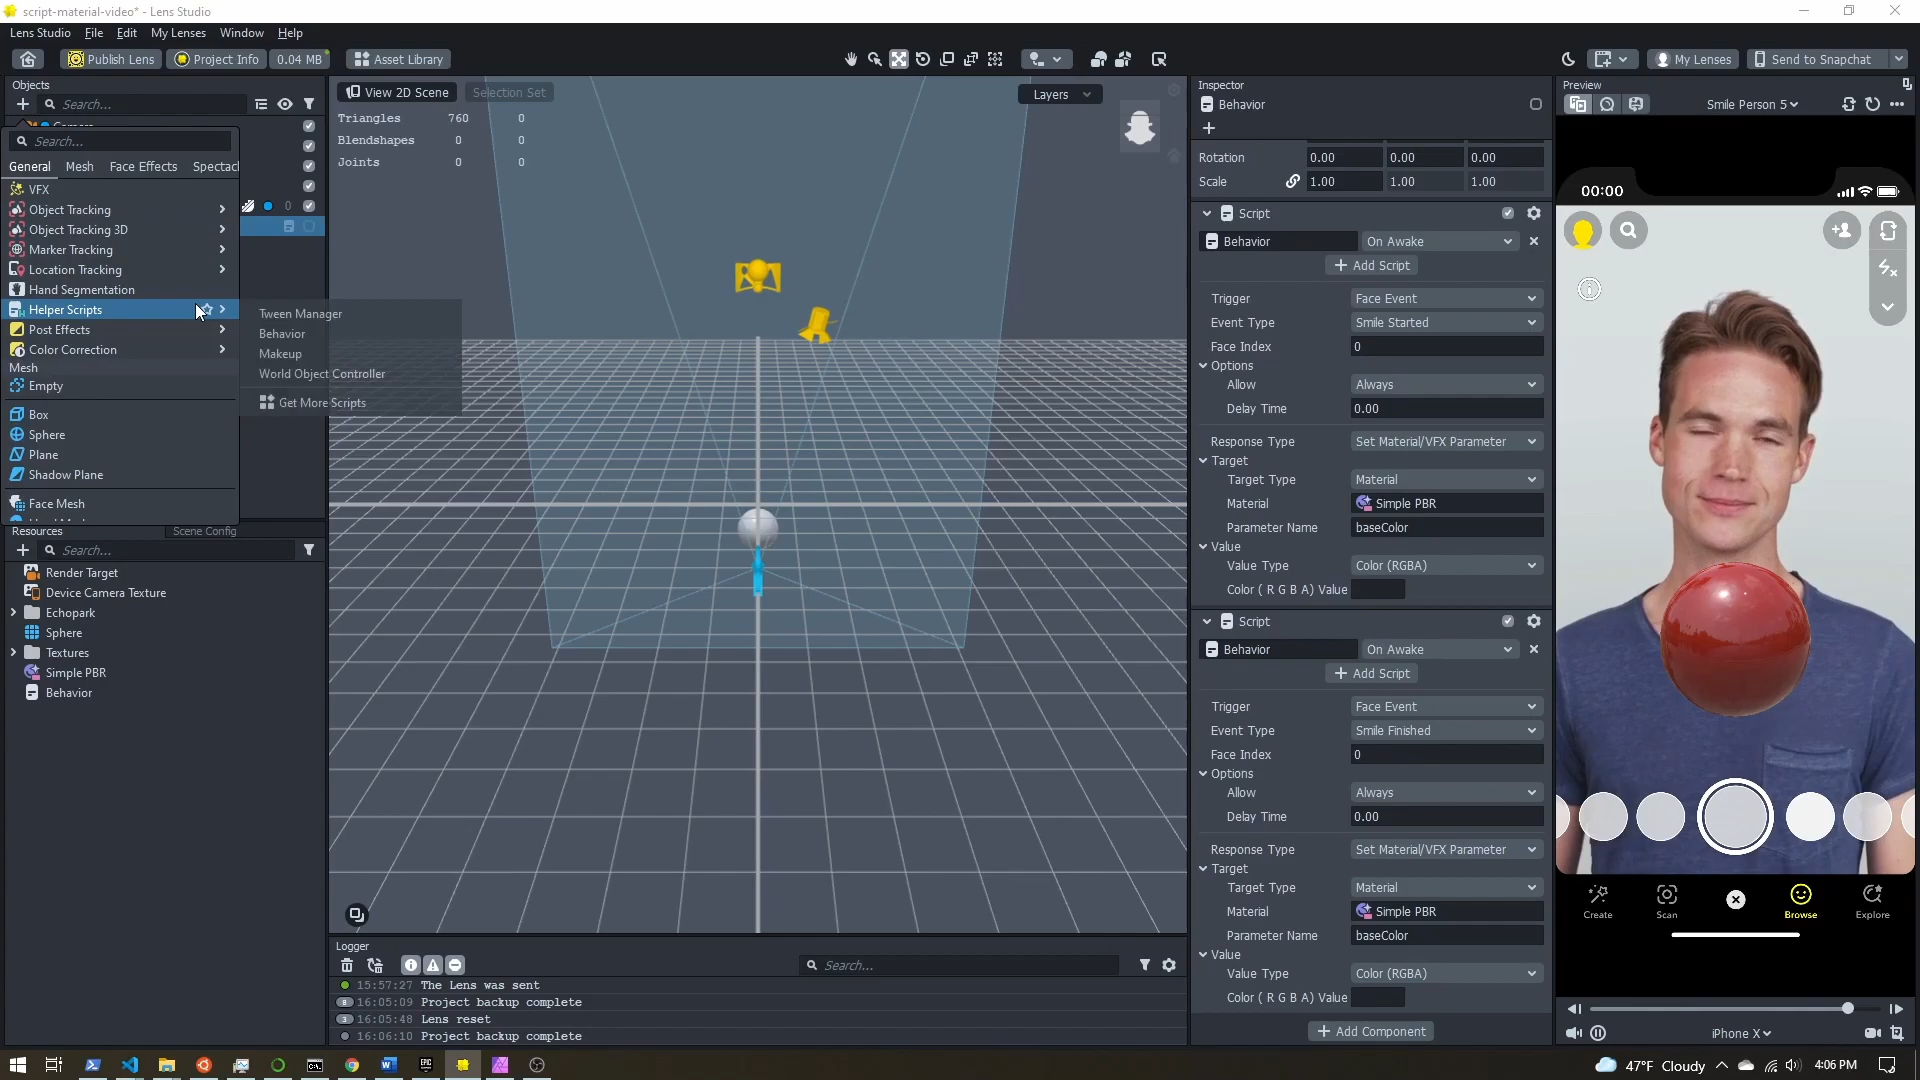 script-material-video* - Lens Studio
Lens Studio File Edit My Lenses Window Help
Publish Lens Project Info 0.04 MB Asset Library My Lenses Send to Snapchat
Objects
Search...
Search...
General Mesh Face Effects Spectacl
VFX
Object Tracking
Object Tracking 3D
Marker Tracking
Location Tracking
Hand Segmentation
Helper Scripts
Post Effects
Color Correction
Mesh
Empty
Box
Sphere
Plane
Shadow Plane
Face Mesh
0
Tween Manager
Behavior
Makeup
World Object Controller
Get More Scripts
Resources Scene Config
Search...
Render Target
Device Camera Texture
Echopark
Sphere
Textures
Simple PBR
Behavior
View 2D Scene Selection Set Layers
Triangles 760 0
Blendshapes 0 0
Joints 0 0
Logger
Search...
15:57:27 The Lens was sent
8 16:05:09 Project backup complete
3 16:05:48 Lens reset
16:06:10 Project backup complete
Inspector
Behavior
Rotation 0.00 0.00 0.00
Scale 1.00 1.00 1.00
Script
Behavior On Awake
Add Script
Trigger Face Event
Event Type Smile Started
Face Index 0
Options
Allow Always
Delay Time 0.00
Response Type Set Material/VFX Parameter
Target
Target Type Material
Material Simple PBR
Parameter Name baseColor
Value
Value Type Color (RGBA)
Color ( R G B A) Value
Script
Behavior On Awake
Add Script
Trigger Face Event
Event Type Smile Finished
Face Index 0
Options
Allow Always
Delay Time 0.00
Response Type Set Material/VFX Parameter
Target
Target Type Material
Material Simple PBR
Parameter Name baseColor
Value
Value Type Color (RGBA)
Color ( R G B A) Value
Add Component
Preview
Smile Person 5
00:00
Create Scan Browse Explore
iPhone X
47°F Cloudy 4:06 PM